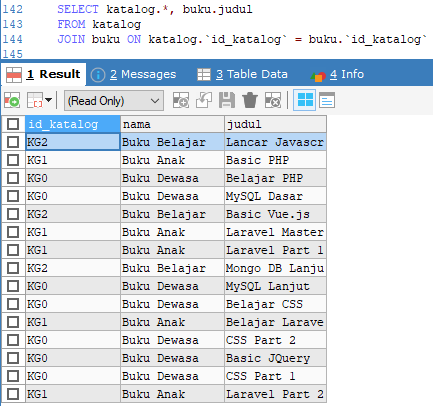 142 SELECT katalog.*, buku.judul
143 FROM katalog
144 JOIN buku ON katalog.`id_katalog` = buku.`id_katalog`
145
1 Result 2 Messages 3 Table Data 4 Info
(Read Only)
id_katalog nama judul
KG2 Buku Belajar Lancar Javascr
KG1 Buku Anak Basic PHP
KG0 Buku Dewasa Belajar PHP
KG0 Buku Dewasa MySQL Dasar
KG2 Buku Belajar Basic Vue.js
KG1 Buku Anak Laravel Master
KG1 Buku Anak Laravel Part 1
KG2 Buku Belajar Mongo DB Lanju
KG0 Buku Dewasa MySQL Lanjut
KG0 Buku Dewasa Belajar CSS
KG1 Buku Anak Belajar Larave
KG0 Buku Dewasa CSS Part 2
KG0 Buku Dewasa Basic JQuery
KG0 Buku Dewasa CSS Part 1
KG1 Buku Anak Laravel Part 2